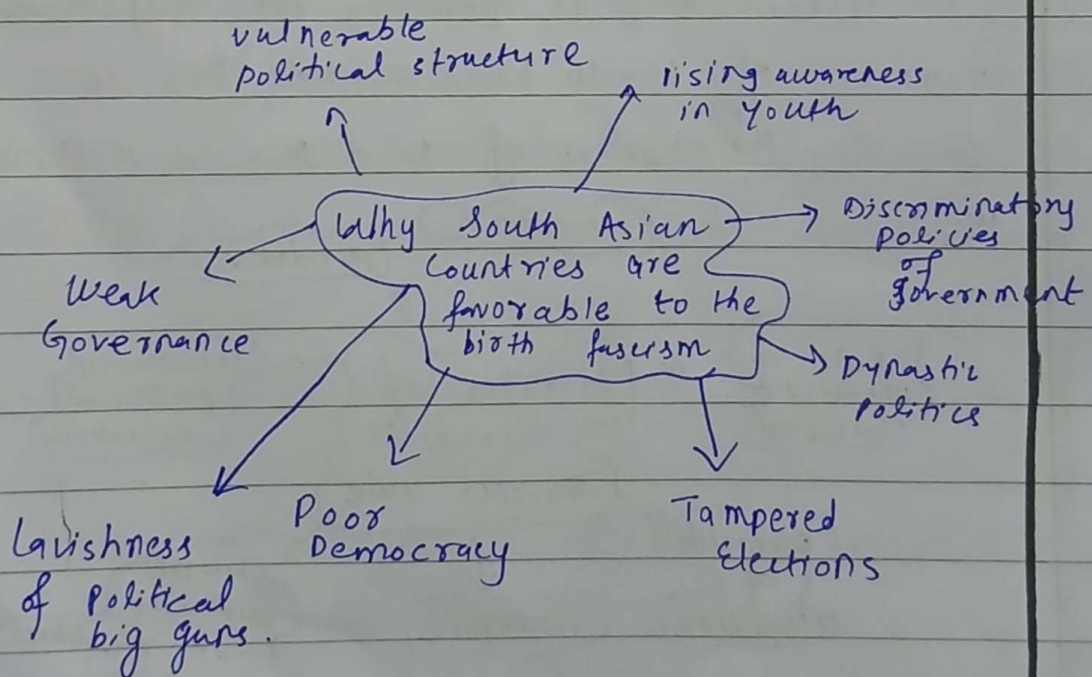 vulnerable
political structure
rising awareness
in youth
Why South Asian
Countries are
favorable to the
birth fascism
Discriminatory
policies
of
government
Weak
Governance
Dynastic
politics
Poor
Democracy
Tampered
Elections
Lavishness
of political
big guns.